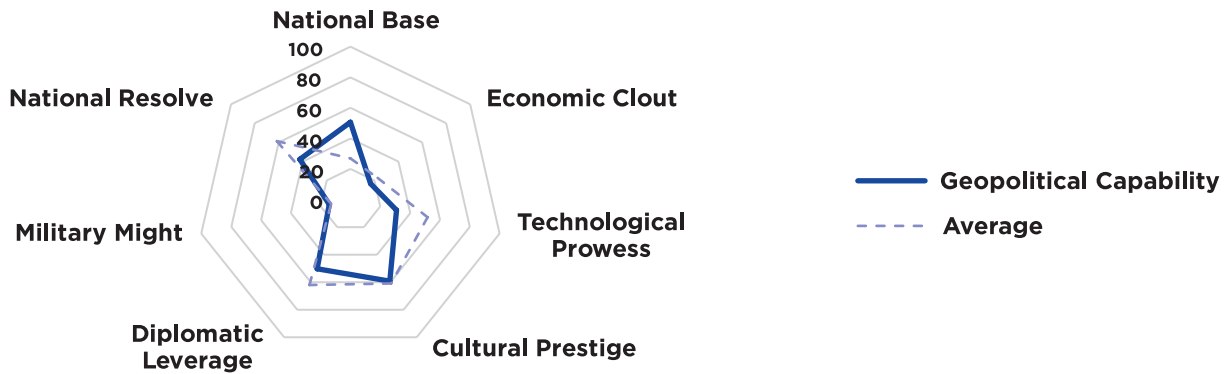 National Base
100
80
60
40
20
0
National Resolve
Economic Clout
Military Might
Technological
Prowess
Diplomatic
Leverage
Cultural Prestige
Geopolitical Capability
Average